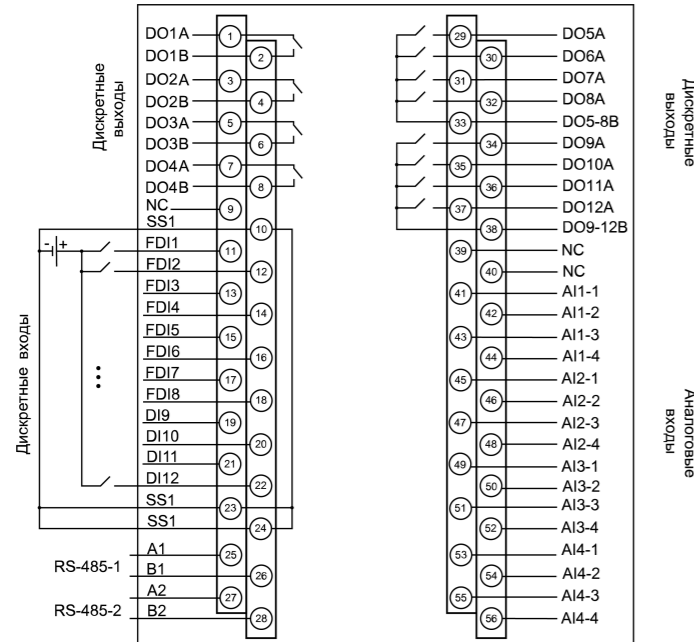 DO1A 1
DO1B 2
DO2A 3
DO2B 4
DO3A 5
DO3B 6
DO4A 7
DO4B 8
NC 9
SS1 10
- +
FDI1 11
FDI2 12
FDI3 13
FDI4 14
FDI5 15
FDI6 16
FDI7 17
FDI8 18
DI9 19
DI10 20
DI11 21
DI12 22
SS1 23
SS1 24
A1 25
RS-485-1
B1 26
A2 27
RS-485-2 B2 28
Дискретные
выходы
Дискретные входы
29 DO5A
30 DO6A
31 DO7A
32 DO8A
33 DO5-8B
34 DO9A
35 DO10A
36 DO11A
37 DO12A
38 DO9-12B
39 NC
40 NC
41 AI1-1
42 AI1-2
43 AI1-3
44 AI1-4
45 AI2-1
46 AI2-2
47 AI2-3
48 AI2-4
49 AI3-1
50 AI3-2
51 AI3-3
52 AI3-4
53 AI4-1
54 AI4-2
55 AI4-3
56 AI4-4
Дискретные
выходы
Аналоговые
входы